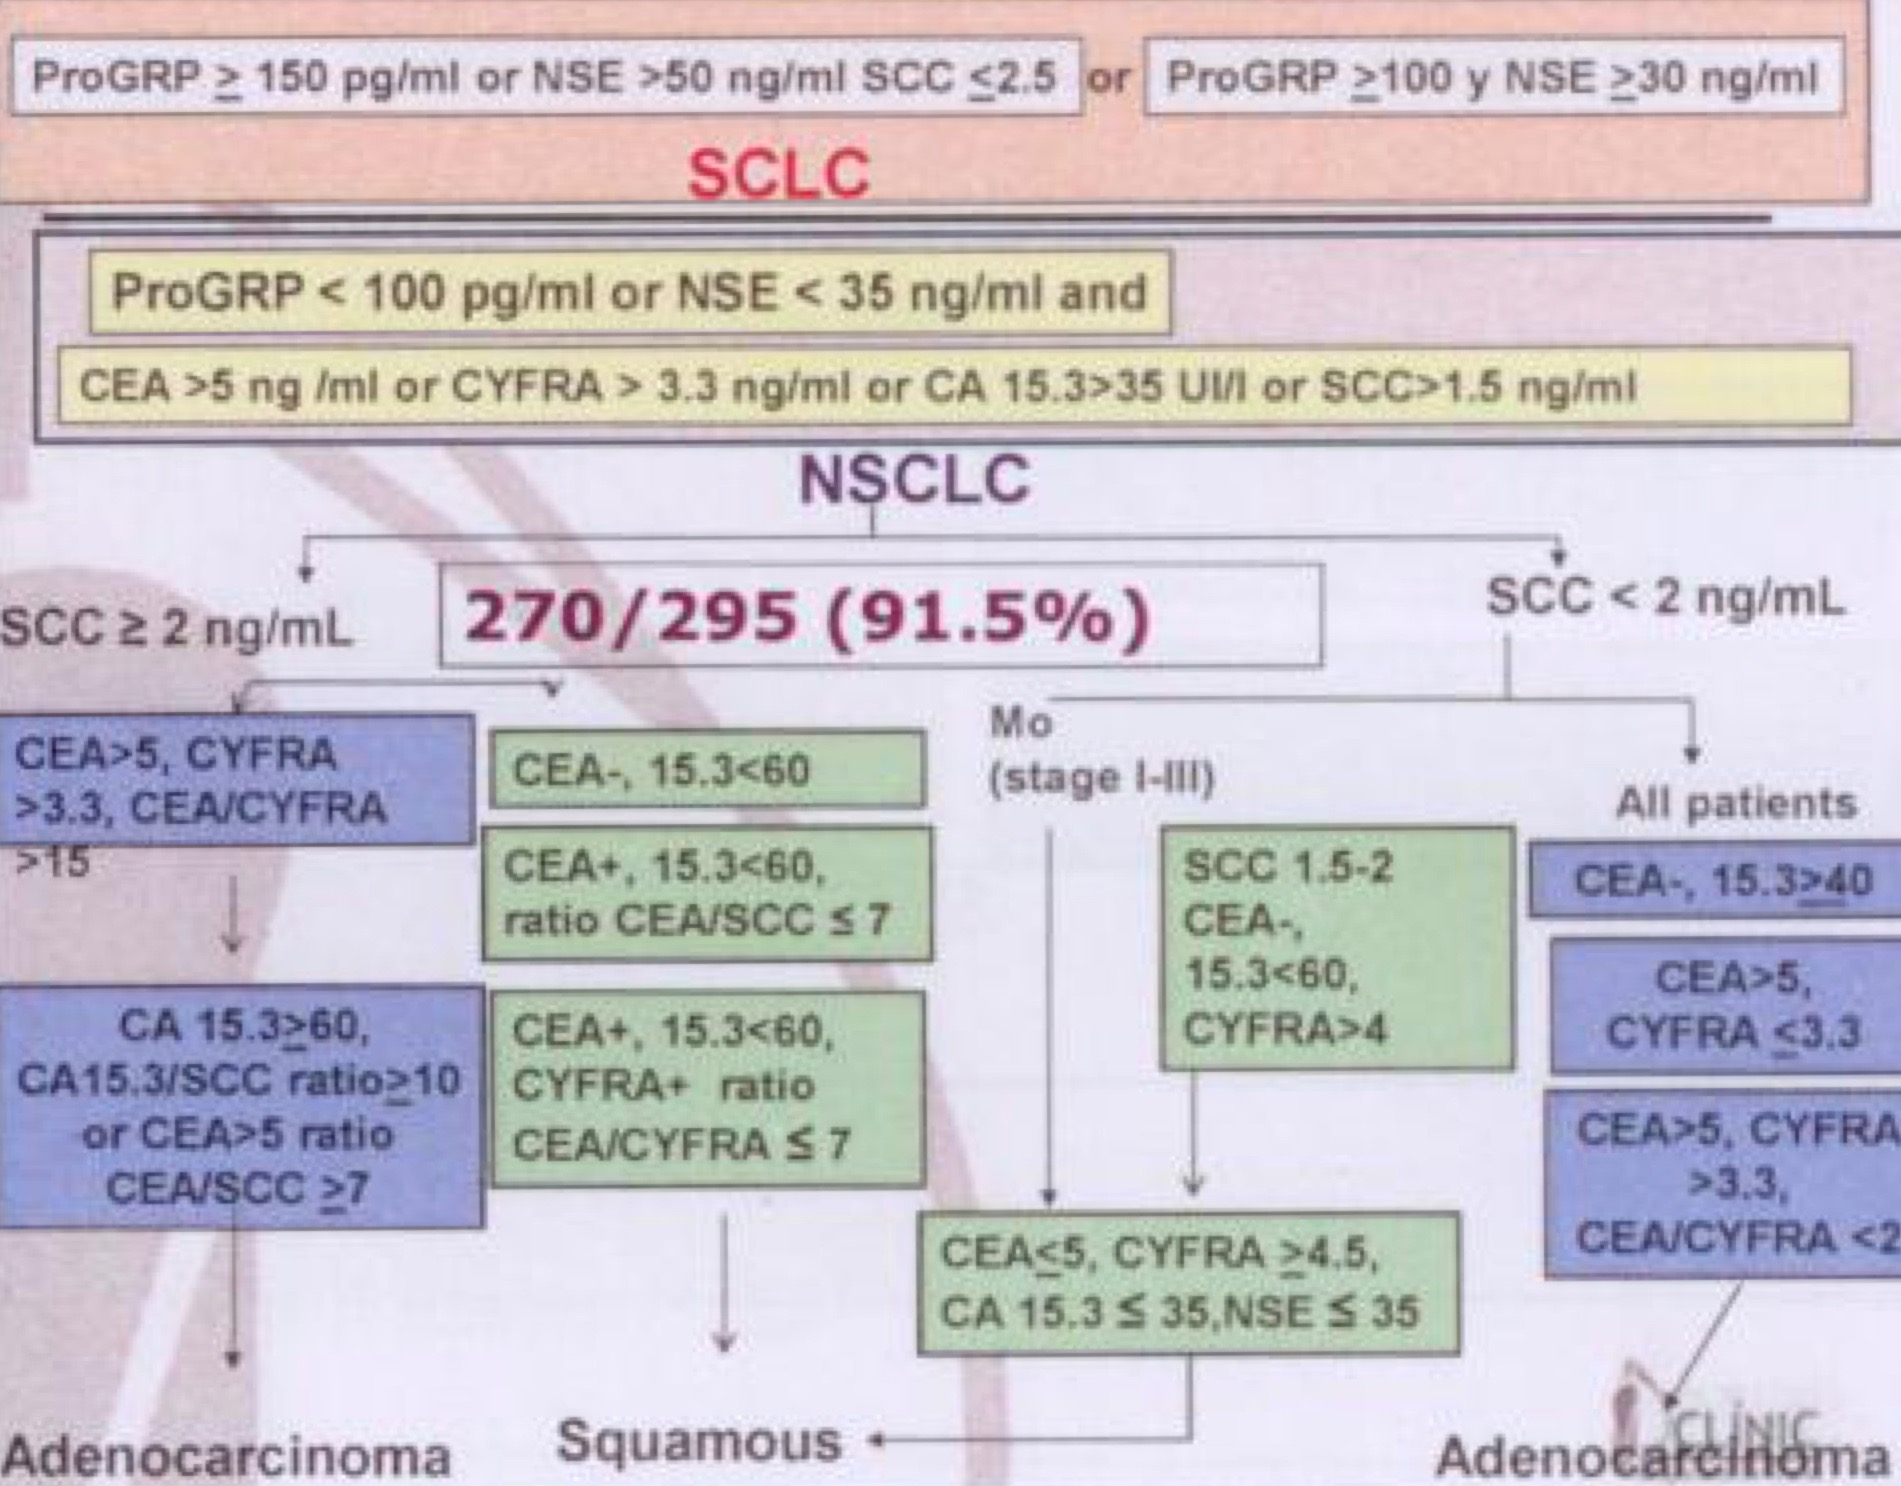 ProGRP ≥ 150 pg/ml or NSE >50 ng/ml SCC ≤2.5 or ProGRP ≥100 y NSE ≥30 ng/ml
SCLC
ProGRP < 100 pg/ml or NSE < 35 ng/ml and
CEA >5 ng /ml or CYFRA > 3.3 ng/ml or CA 15.3>35 UI/l or SCC>1.5 ng/ml
NSCLC
SCC ≥ 2 ng/mL
270/295 (91.5%)
SCC < 2 ng/mL
CEA>5, CYFRA
>3.3, CEA/CYFRA
>15
CA 15.3≥60,
CA15.3/SCC ratio≥10
or CEA>5 ratio
CEA/SCC ≥7
Adenocarcinoma
CEA-, 15.3<60
CEA+, 15.3<60,
ratio CEA/SCC ≤ 7
CEA+, 15.3<60,
CYFRA+ ratio
CEA/CYFRA ≤ 7
Squamous
Mo
(stage I-III)
SCC 1.5-2
CEA-,
15.3<60,
CYFRA>4
CEA≤5, CYFRA ≥4.5,
CA 15.3 ≤ 35,NSE ≤ 35
All patients
CEA-, 15.3≥40
CEA>5,
CYFRA ≤3.3
CEA>5, CYFRA
>3.3,
CEA/CYFRA <2
CLÍNIC
Adenocarcinoma